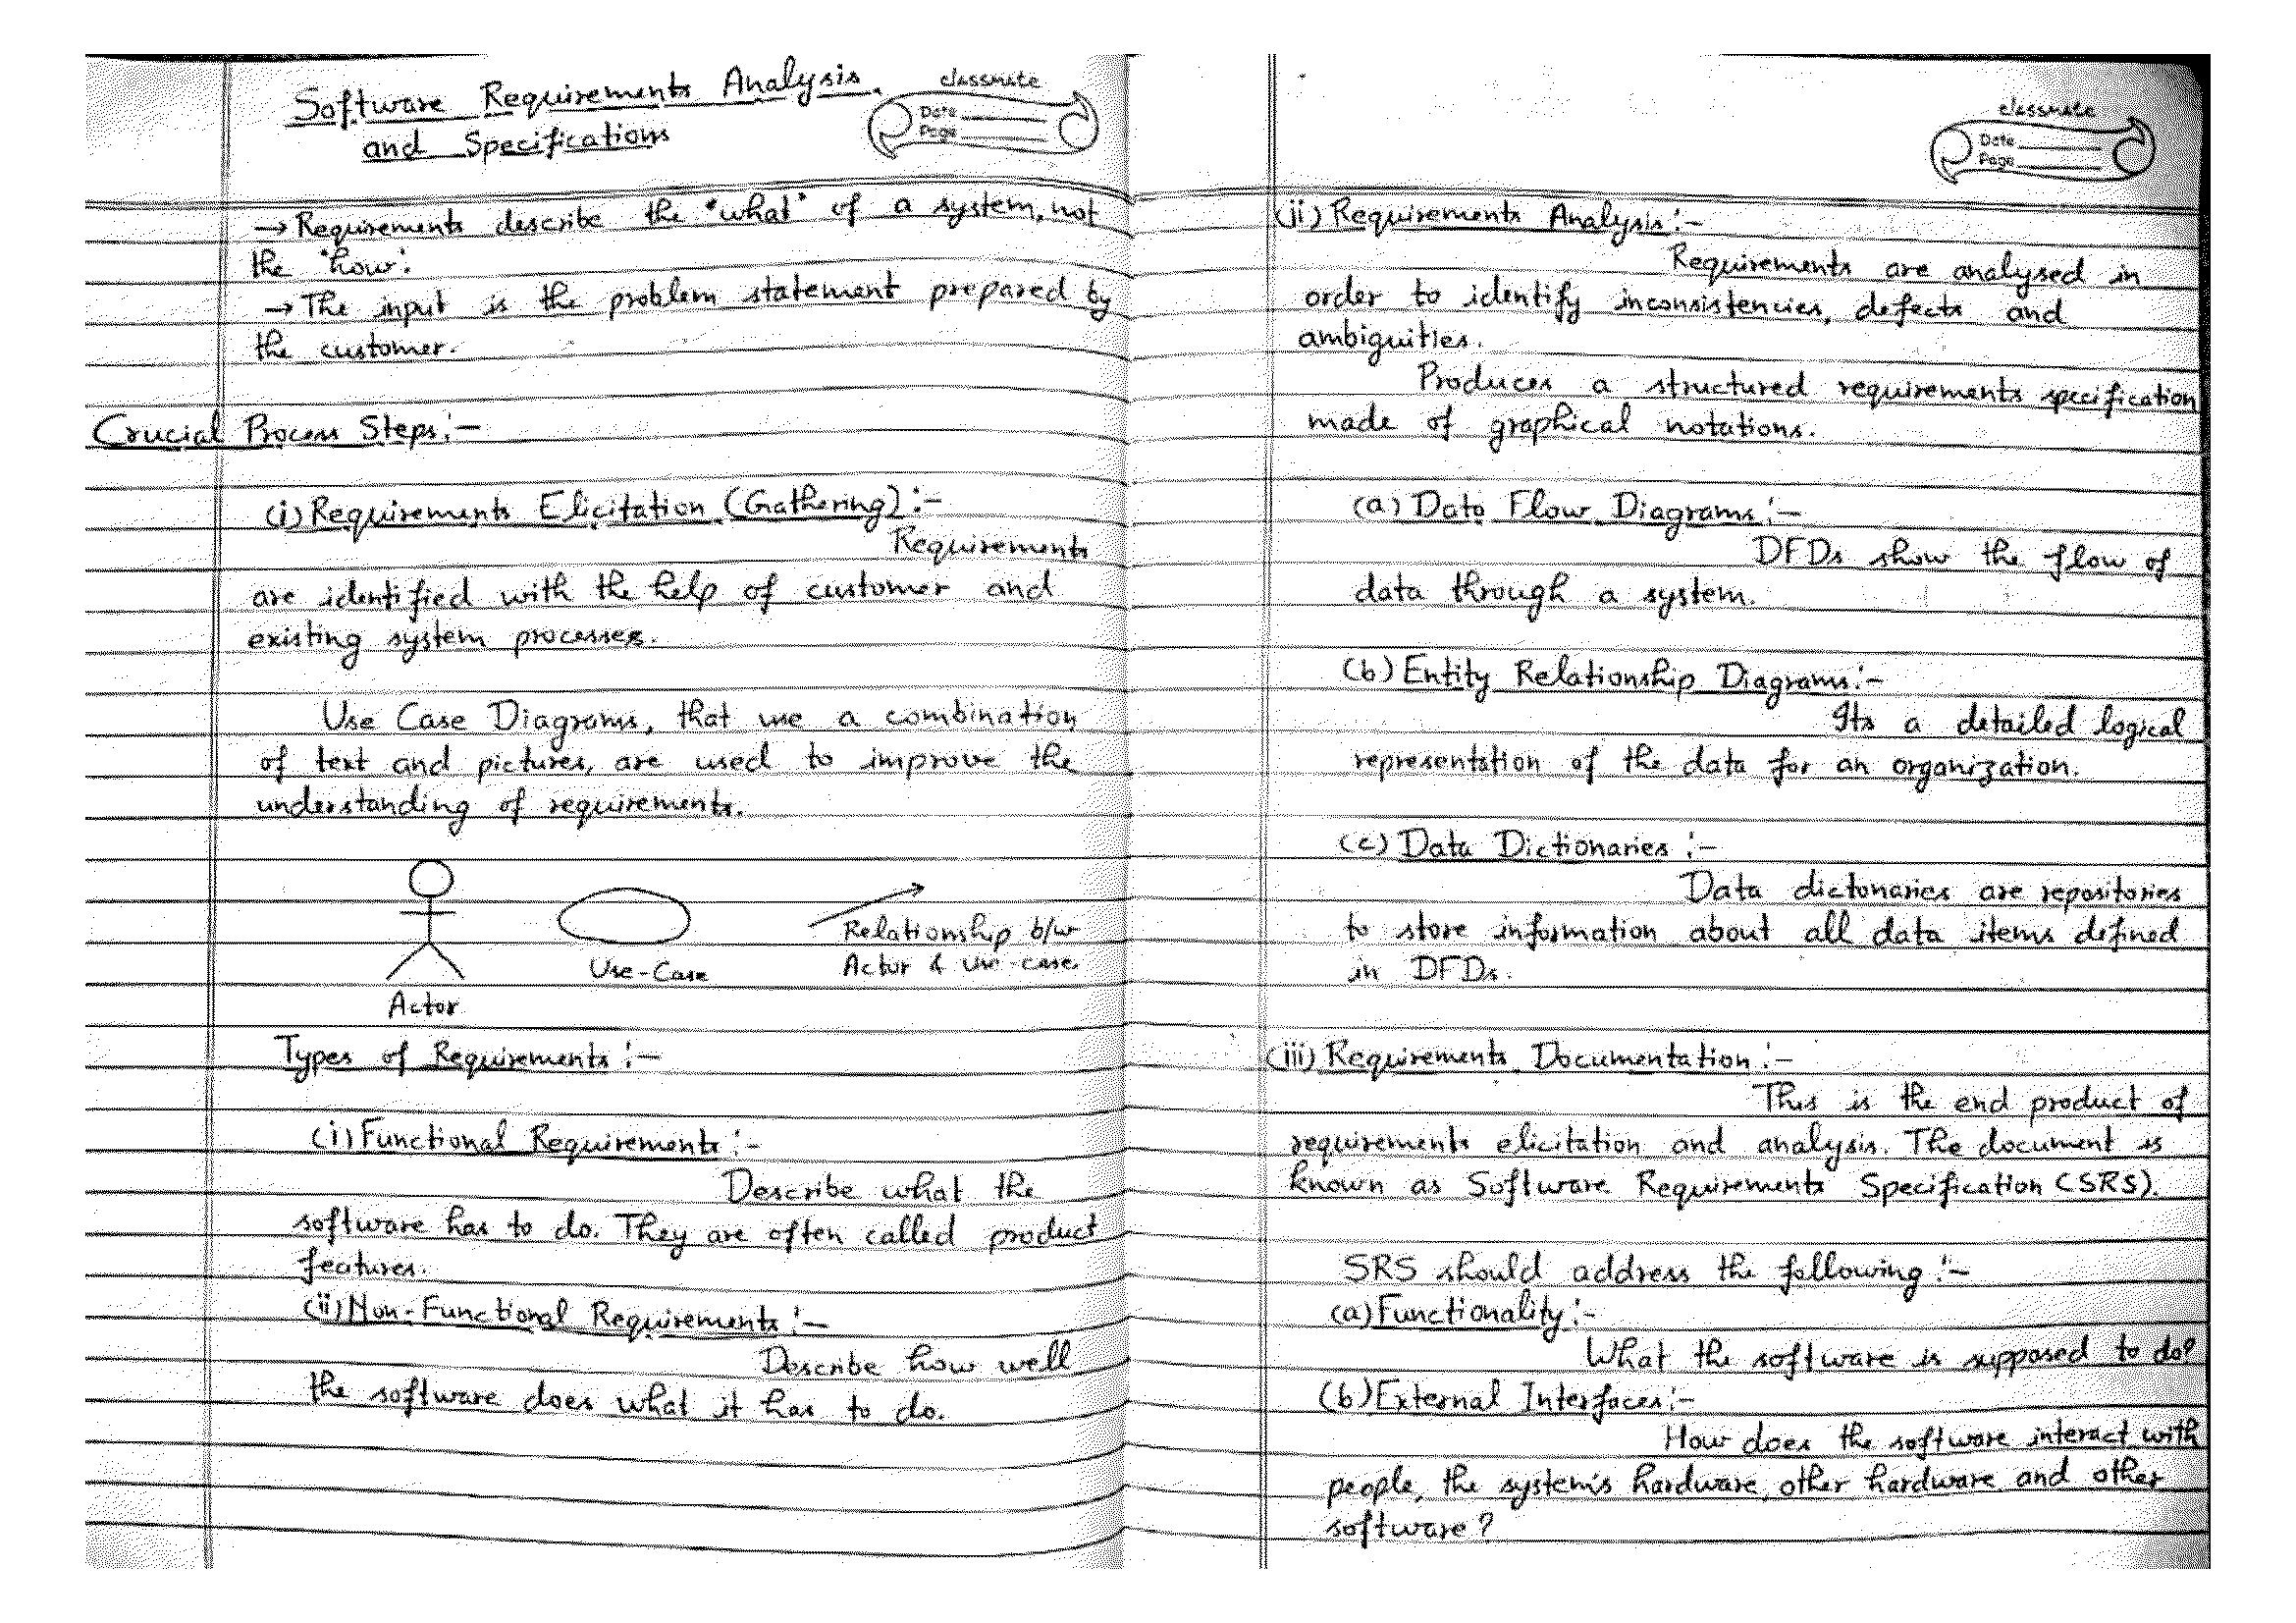 Software Requirements Analysis
and Specifications
classmate
Date
Page
→ Requirements describe the "what" of a system, not
the 'how'.
→ The input is the problem statement prepared by
the customer.
Crucial Process Steps:-
(i) Requirements Elicitation (Gathering):-
Requirements
are identified with the help of customer and
existing system processes.
Use Case Diagrams, that use a combination
of text and pictures, are used to improve the
understanding of requirements.
Actor
Use-Case
Relationship b/w
Actor & use-case.
Types of Requirements:-
(i) Functional Requirements:-
Describe what the
software has to do. They are often called product
features.
(ii) Non-Functional Requirements:-
Describe how well
the software does what it has to do.
classmate
Date
Page
(ii) Requirements Analysis:-
Requirements are analysed in
order to identify inconsistencies, defects and
ambiguities.
Produces a structured requirements specification
made of graphical notations.
(a) Data Flow Diagrams:-
DFDs show the flow of
data through a system.
(b) Entity Relationship Diagrams:-
Its a detailed logical
representation of the data for an organization.
(c) Data Dictionaries:-
Data dictonaries are repositories
to store information about all data items defined
in DFDs.
(iii) Requirements Documentation:-
This is the end product of
requirements elicitation and analysis. The document is
known as Software Requirements Specification (SRS).
SRS should address the following:-
(a) Functionality:-
What the software is supposed to do?
(b) External Interfaces:-
How does the software interact with
people, the system's hardware, other hardware and other
software?